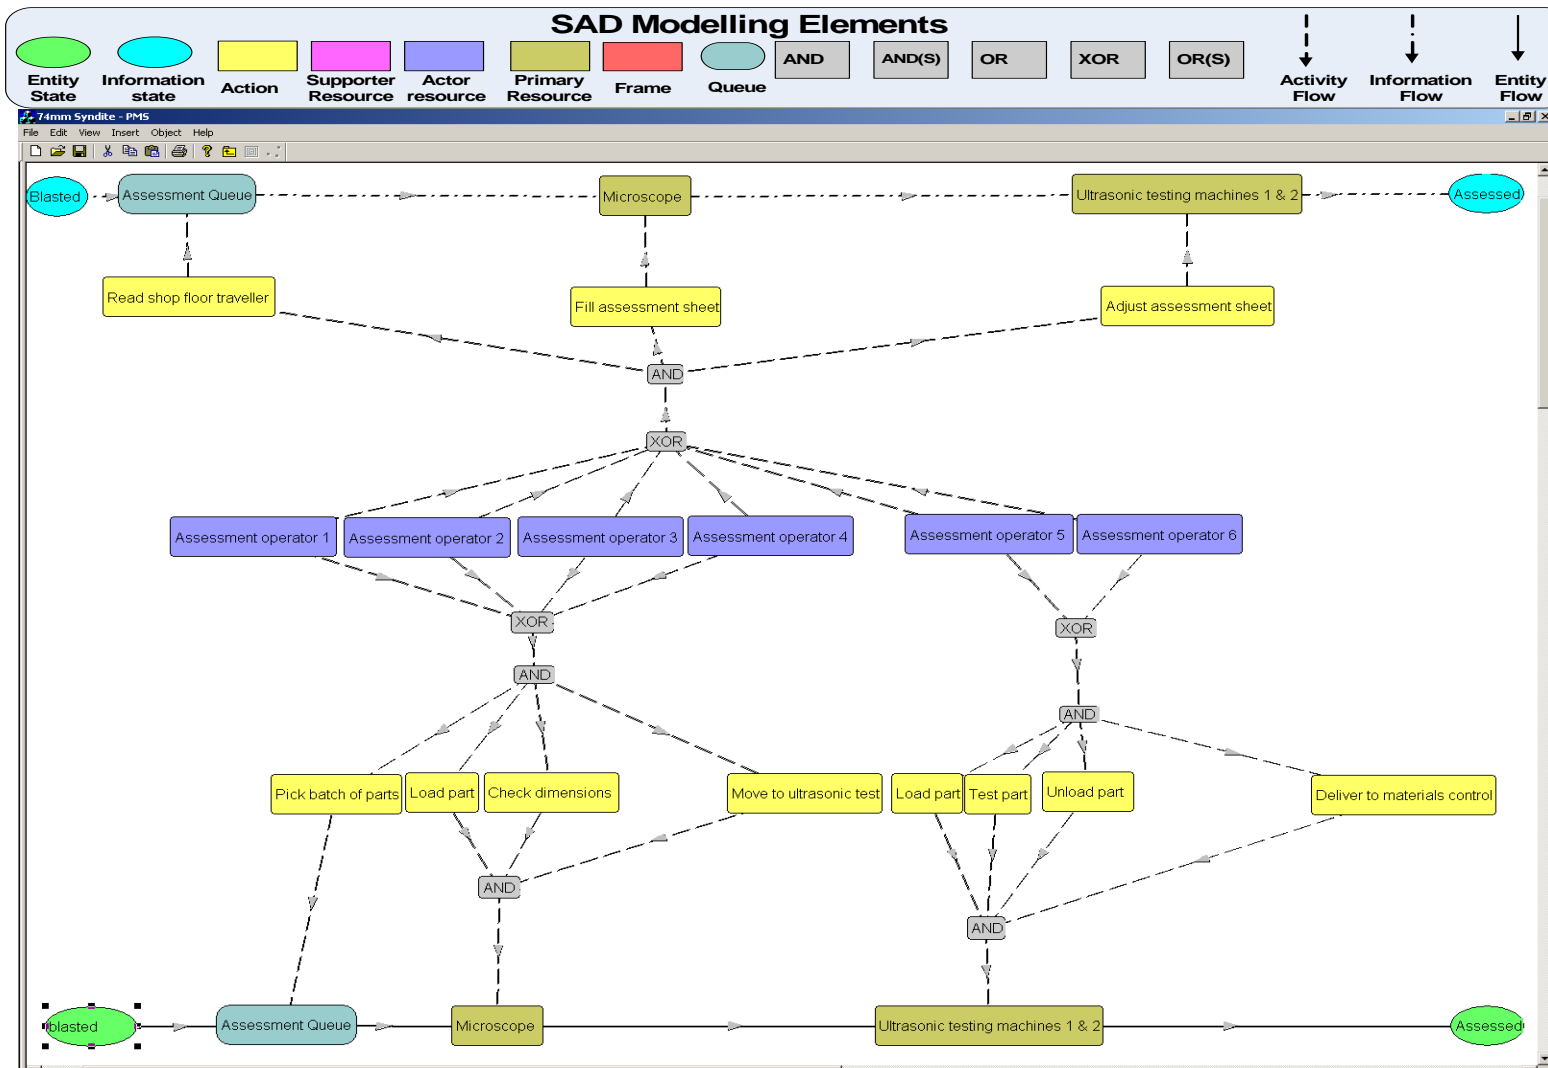 SAD Modelling Elements
Entity
State
Information
state
Action
Supporter
Resource
Actor
resource
Primary
Resource
Frame
Queue
AND
AND(S)
OR
XOR
OR(S)
Activity
Flow
Information
Flow
Entity
Flow
74mm Syndite - PMS
File Edit View Insert Object Help
Blasted
Assessment Queue
Microscope
Ultrasonic testing machines 1 & 2
Assessed
Read shop floor traveller
Fill assessment sheet
Adjust assessment sheet
AND
XOR
Assessment operator 1
Assessment operator 2
Assessment operator 3
Assessment operator 4
Assessment operator 5
Assessment operator 6
XOR
XOR
AND
AND
Pick batch of parts
Load part
Check dimensions
Move to ultrasonic test
Load part
Test part
Unload part
Deliver to materials control
AND
AND
blasted
Assessment Queue
Microscope
Ultrasonic testing machines 1 & 2
Assessed